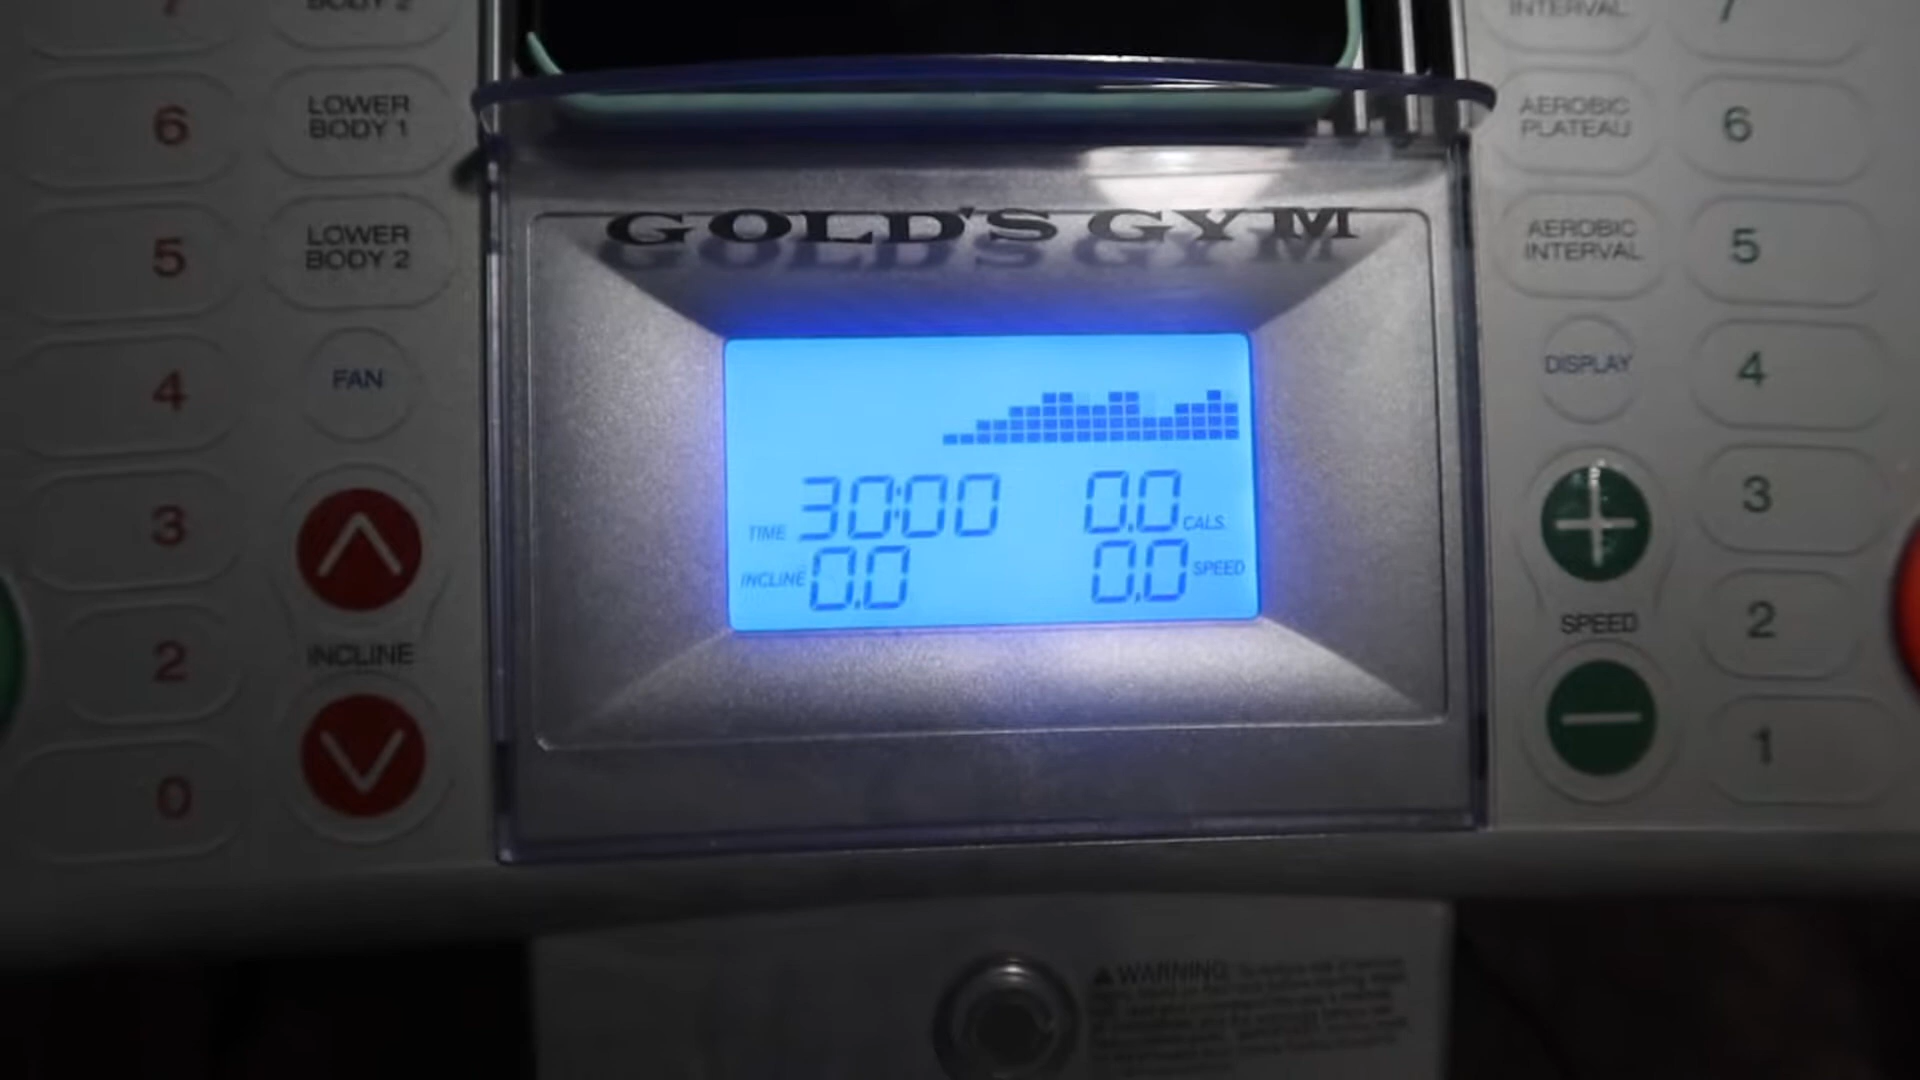 BODY 2
6
LOWER
BODY 1
5
LOWER
BODY 2
4
FAN
3
2
INCLINE
0
GOLD'S GYM
TIME 30:00
0.0 CALS.
INCLINE 0.0
0.0 SPEED
INTERVAL
7
AEROBIC
PLATEAU
6
AEROBIC
INTERVAL
5
DISPLAY
4
3
SPEED
2
1
WARNING: